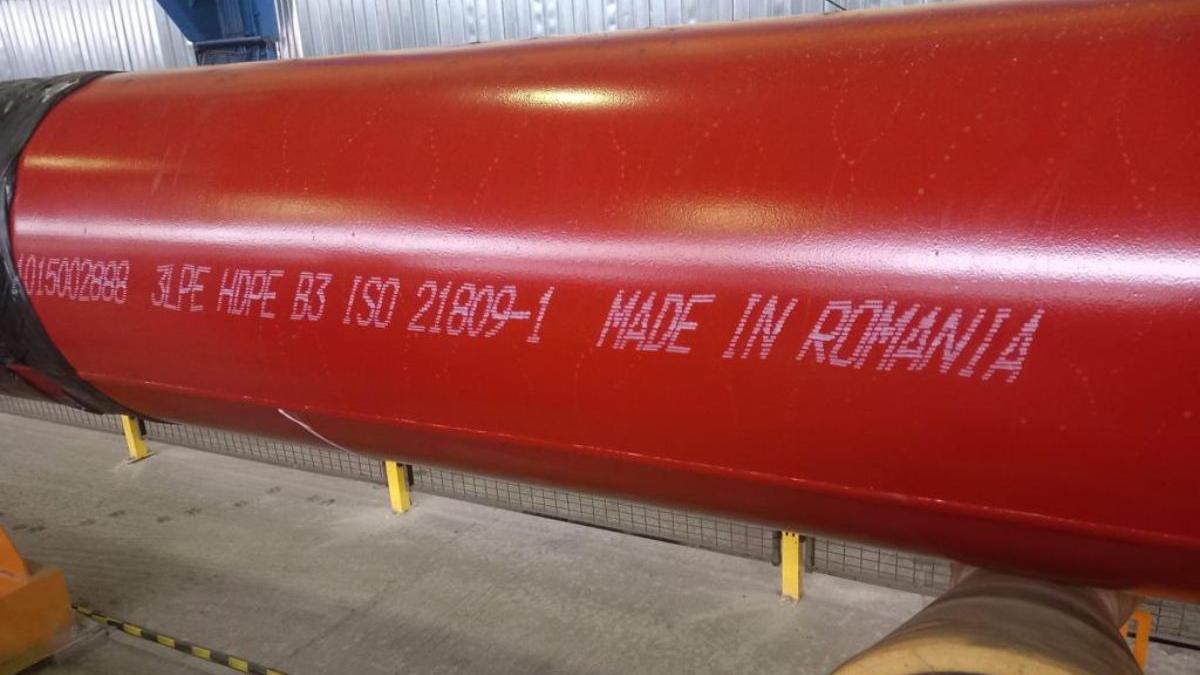 1015002888 3LPE HDPE B3 ISO 21809-1 MADE IN ROMANIA